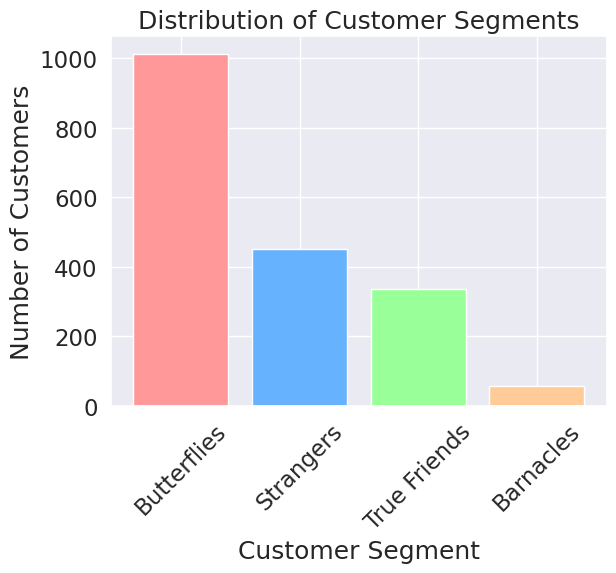 Distribution of Customer Segments
Number of Customers
1000
800
600
400
200
0
Butterflies
Strangers
True Friends
Barnacles
Customer Segment